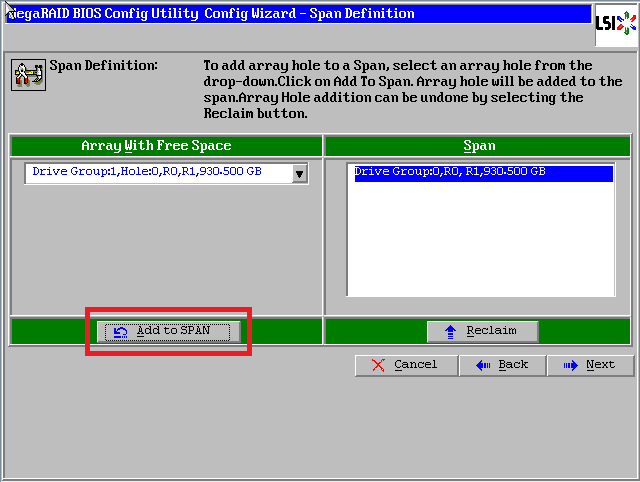 MegaRAID BIOS Config Utility Config Wizard - Span Definition
LSI
Span Definition:
To add array hole to a Span, select an array hole from the
drop-down.Click on Add To Span. Array hole will be added to the
span.Array Hole addition can be undone by selecting the
Reclaim button.
Array With Free Space
Span
Drive Group:1,Hole:0,R0,R1,930.500 GB
Drive Group:0,R0, R1,930.500 GB
Add to SPAN
Reclaim
Cancel
Back
Next